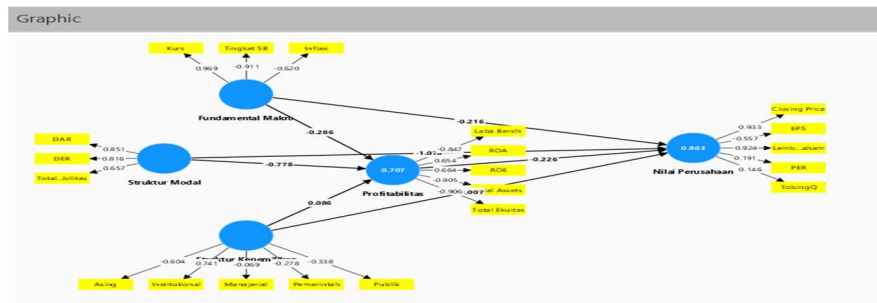 Graphic
Kurs
Tingkat SB
Inflasi
0.969
-0.911
-0.620
Fundamental Makro
-0.216
-0.286
Closing Price
0.933
EPS
-0.557
Laba Bersih
-0.847
DAR
0.851
DER
-0.816
Total...bilitas
0.657
Struktur Modal
-0.778
ROA
0.654
ROE
0.664
-0.905
Total Ekuitas
-0.906
0.707
Profitabilitas
-0.226
0.803
Nilai Perusahaan
-0.924
Lemb...aham
0.191
PER
0.146
TobingQ
0.086
-0.604
0.741
-0.069
-0.278
-0.338
Asing
Institutional
Manajerial
Pemerintah
Publik